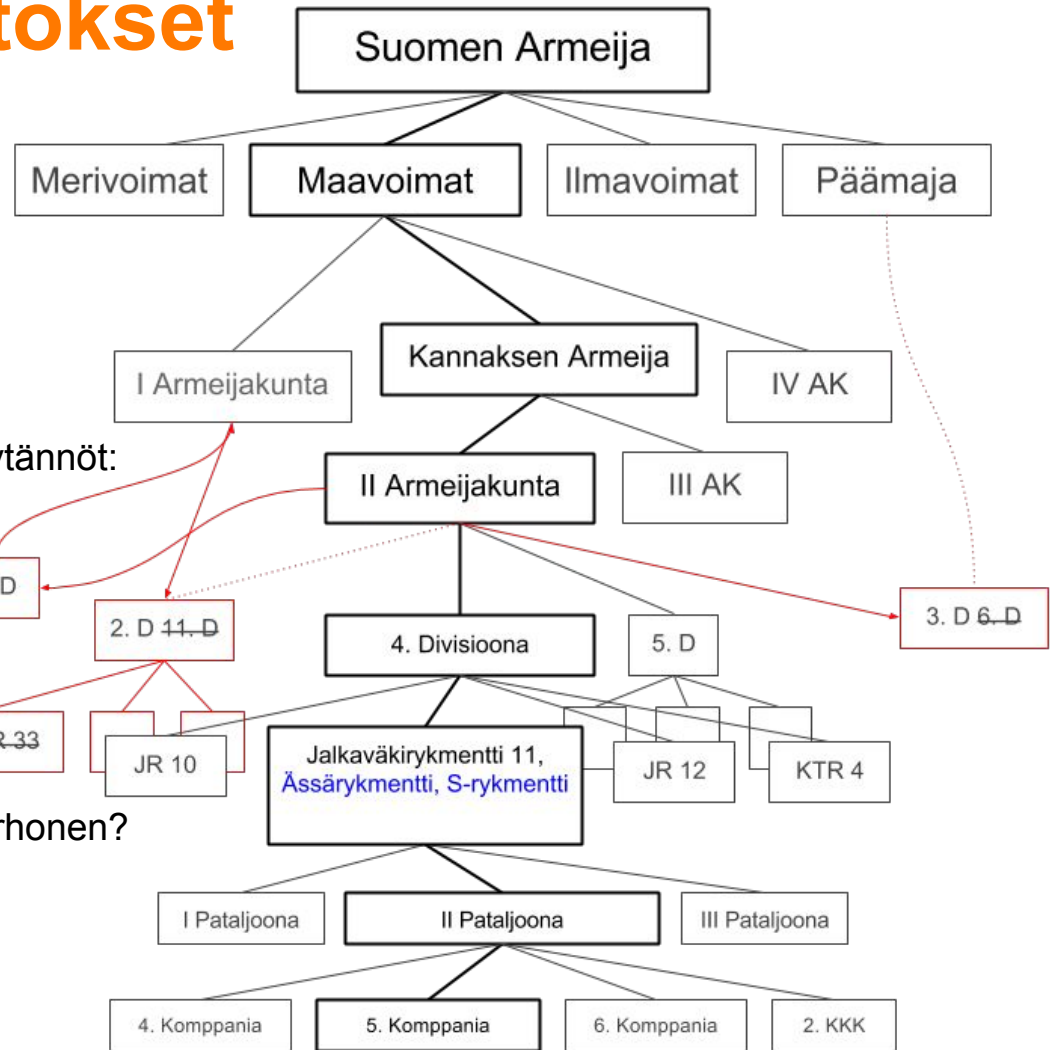 tokset
Suomen Armeija
Merivoimat
Maavoimat
Ilmavoimat
Päämaja
Kannaksen Armeija
I Armeijakunta
IV AK
ytännöt:
II Armeijakunta
III AK
D
2. D 11. D
4. Divisioona
5. D
3. D 6. D
R 33
JR 10
Jalkaväkirykmentti 11,
Ässärykmentti, S-rykmentti
JR 12
KTR 4
rhonen?
I Pataljoona
II Pataljoona
III Pataljoona
4. Komppania
5. Komppania
6. Komppania
2. KKK